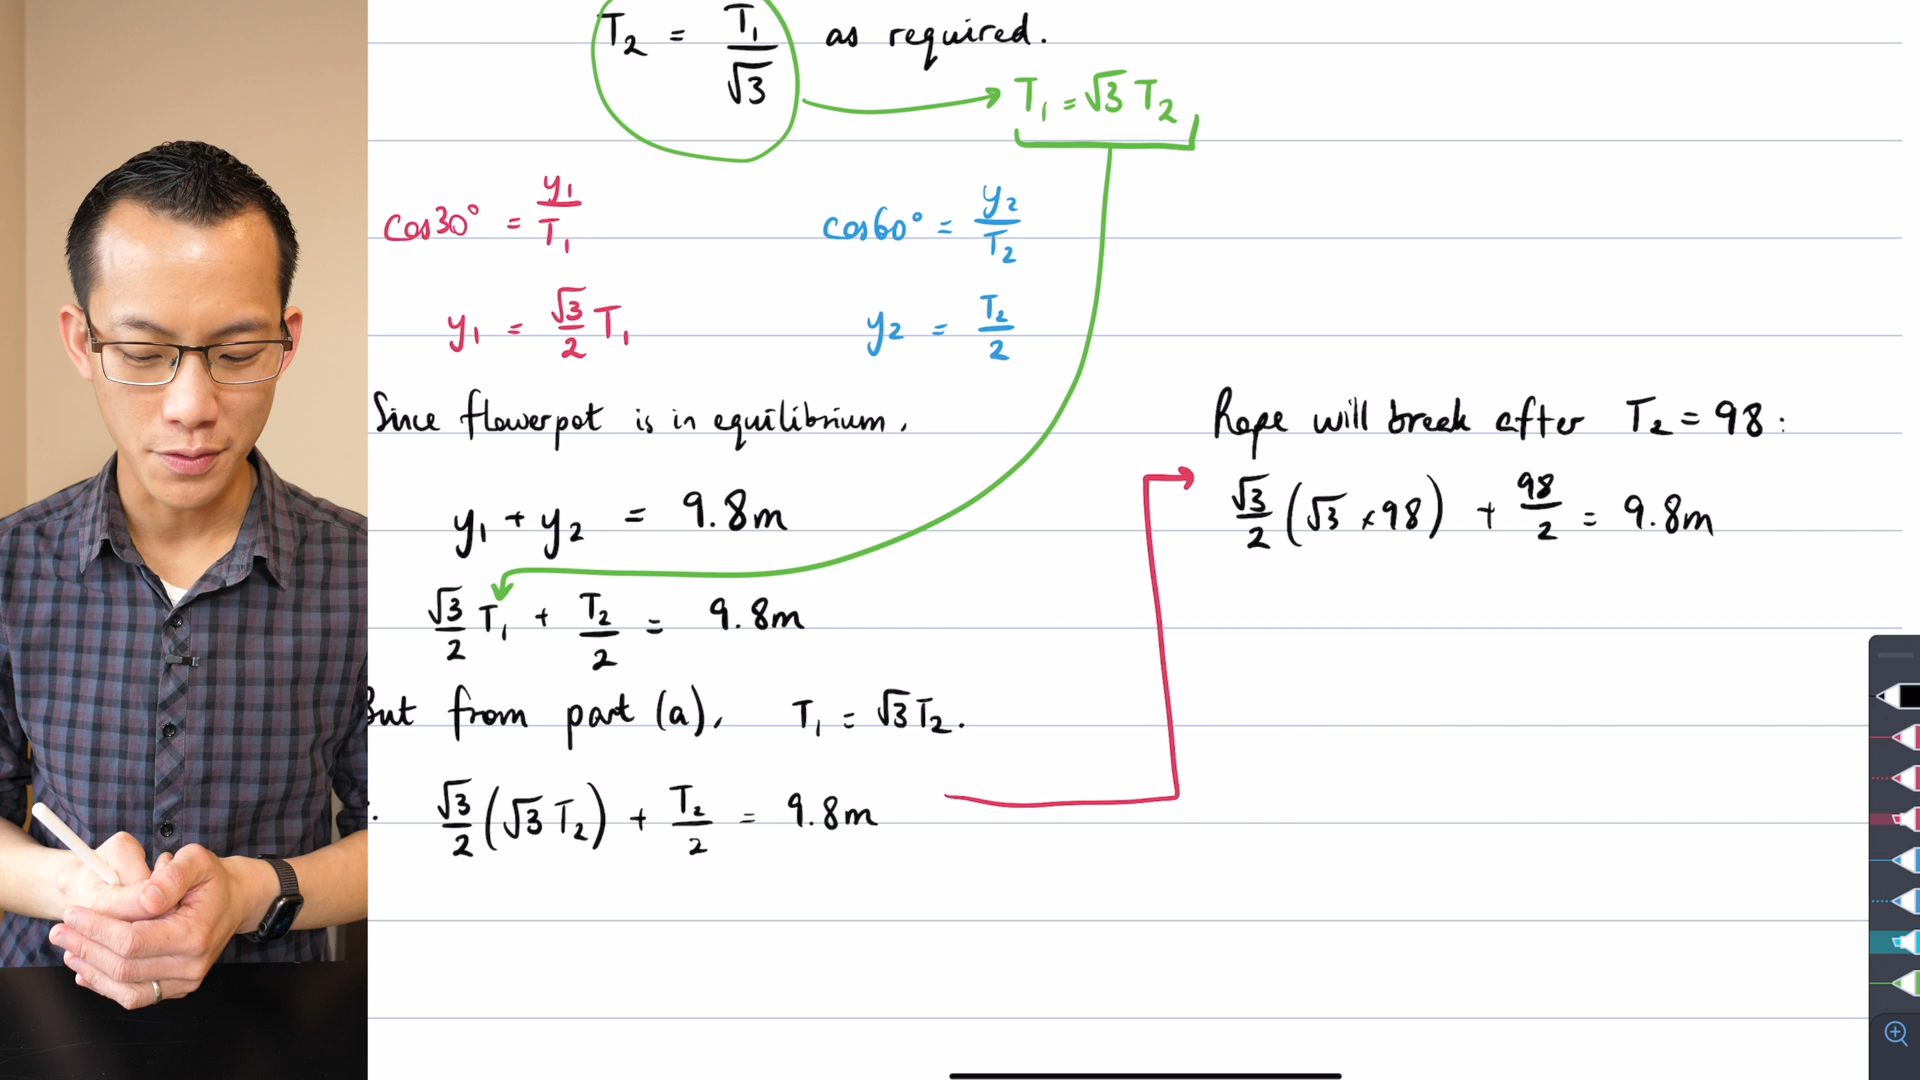 T₂ = T₁/√3 as required.
T₁ = √3 T₂
cos30° = y₁/T₁
cos60° = y₂/T₂
y₁ = √3/2 T₁
y₂ = T₂/2
Since flowerpot is in equilibrium,
y₁ + y₂ = 9.8m
√3/2 T₁ + T₂/2 = 9.8m
But from part (a), T₁ = √3T₂.
: √3/2 (√3 T₂) + T₂/2 = 9.8m
Rope will break after T₂ = 98 :
√3/2 (√3 × 98) + 98/2 = 9.8m